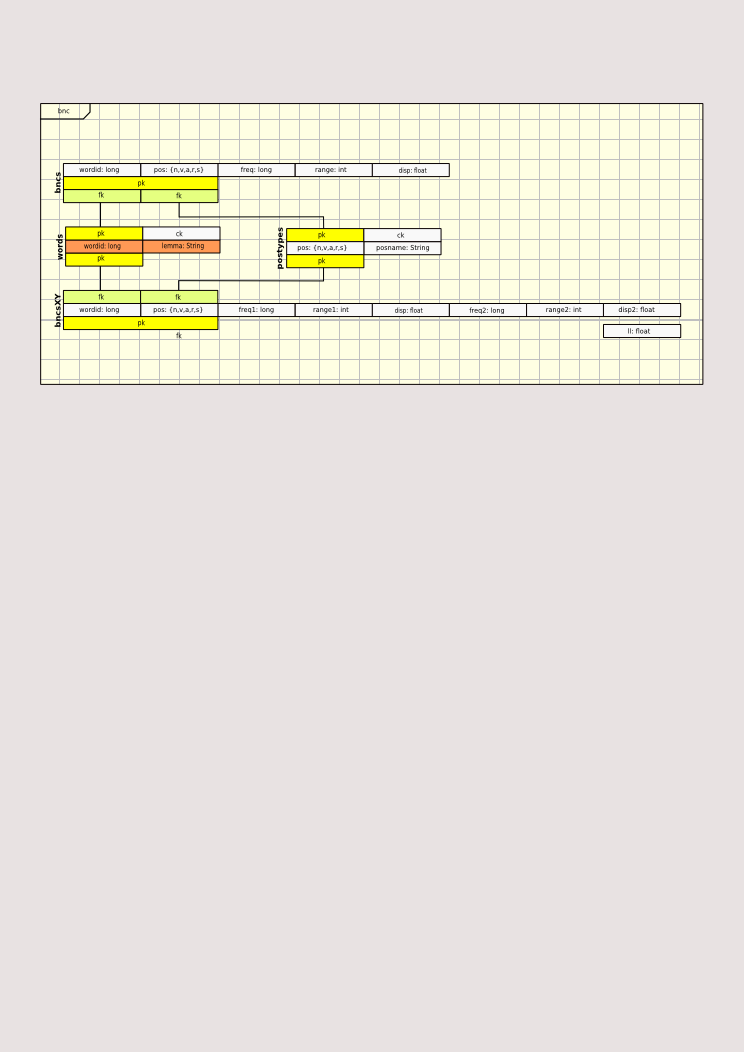 bnc
bncs
wordid: long pos: {n,v,a,r,s} freq: long range: int disp: float
pk
fk fk
words
pk ck
wordid: long lemma: String
pk
postypes
pk ck
pos: {n,v,a,r,s} posname: String
pk
bncsXY
fk fk
wordid: long pos: {n,v,a,r,s} freq1: long range1: int disp: float freq2: long range2: int disp2: float
pk
ll: float
fk